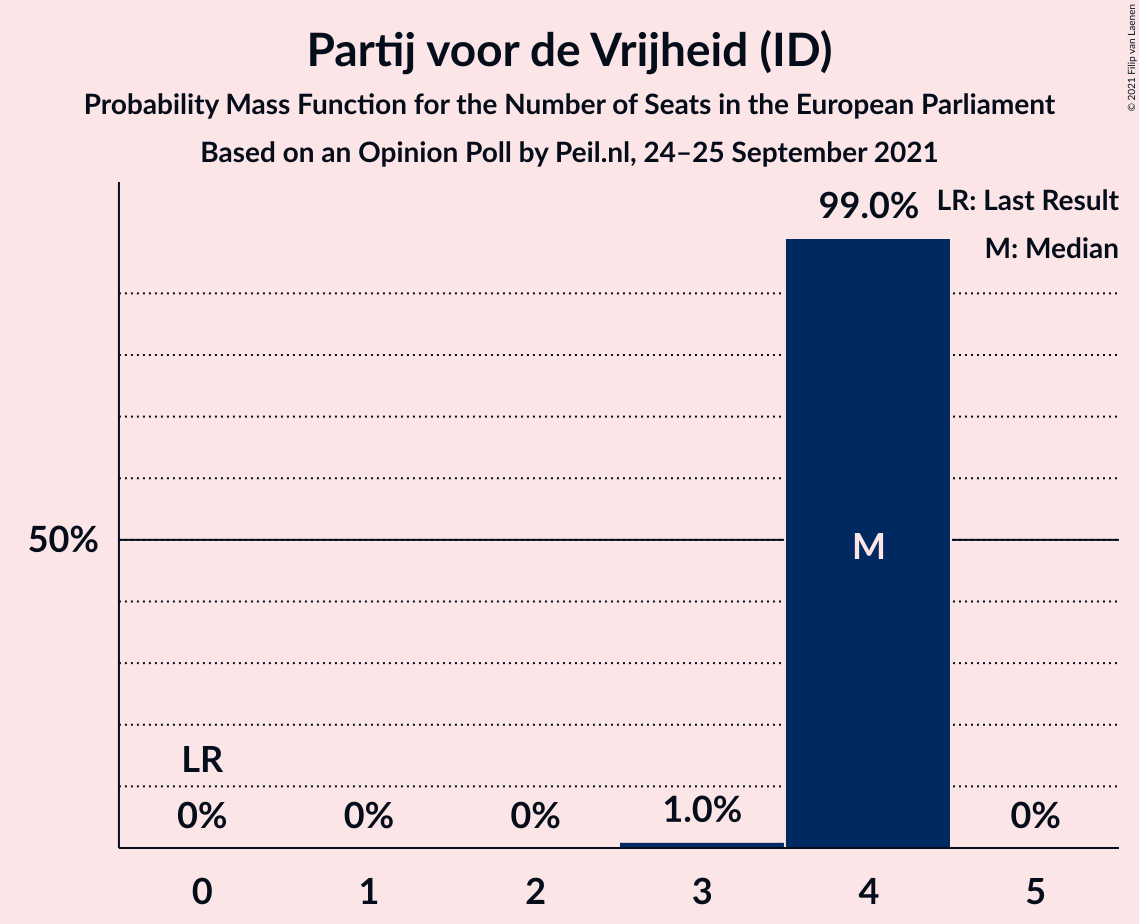 Partij voor de Vrijheid (ID)
Probability Mass Function for the Number of Seats in the European Parliament
Based on an Opinion Poll by Peil.nl, 24–25 September 2021
© 2021 Filip van Laenen
99.0%
LR: Last Result
M: Median
50%
M
LR
0%
0%
0%
1.0%
0%
0
1
2
3
4
5